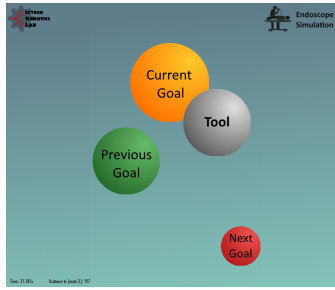 Endoscope
Simulation
Current
Goal
Tool
Previous
Goal
Next
Goal